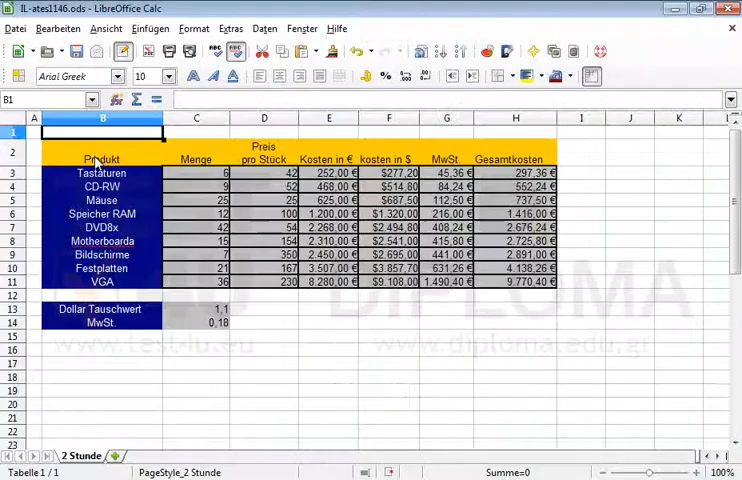 IL-ates1146.ods - LibreOffice Calc
Datei Bearbeiten Ansicht Einfügen Format Extras Daten Fenster Hilfe
Arial Greek 10
B1
A B C D E F G H I J K
1
2 Produkt Menge Preis pro Stück Kosten in € kosten in $ MwSt. Gesamtkosten
3 Tastaturen 6 42 252,00 € $277,20 45,36 € 297,36 €
4 CD-RW 9 52 468,00 € $514,80 84,24 € 552,24 €
5 Mäuse 25 25 625,00 € $687,50 112,50 € 737,50 €
6 Speicher RAM 12 100 1.200,00 € $1.320,00 216,00 € 1.416,00 €
7 DVD8x 42 54 2.268,00 € $2.494,80 408,24 € 2.676,24 €
8 Motherboarda 15 154 2.310,00 € $2.541,00 415,80 € 2.725,80 €
9 Bildschirme 7 350 2.450,00 € $2.695,00 441,00 € 2.891,00 €
10 Festplatten 21 167 3.507,00 € $3.857,70 631,26 € 4.138,26 €
11 VGA 36 230 8.280,00 € $9.108,00 1.490,40 € 9.770,40 €
12
13 Dollar Tauschwert 1,1
14 MwSt. 0,18
DIPLOMA
www.test4u.eu www.diploma.edu.gr
15
16
17
18
19
20
21
22
23
2 Stunde
Tabelle 1 / 1 PageStyle_2 Stunde Summe=0 100%